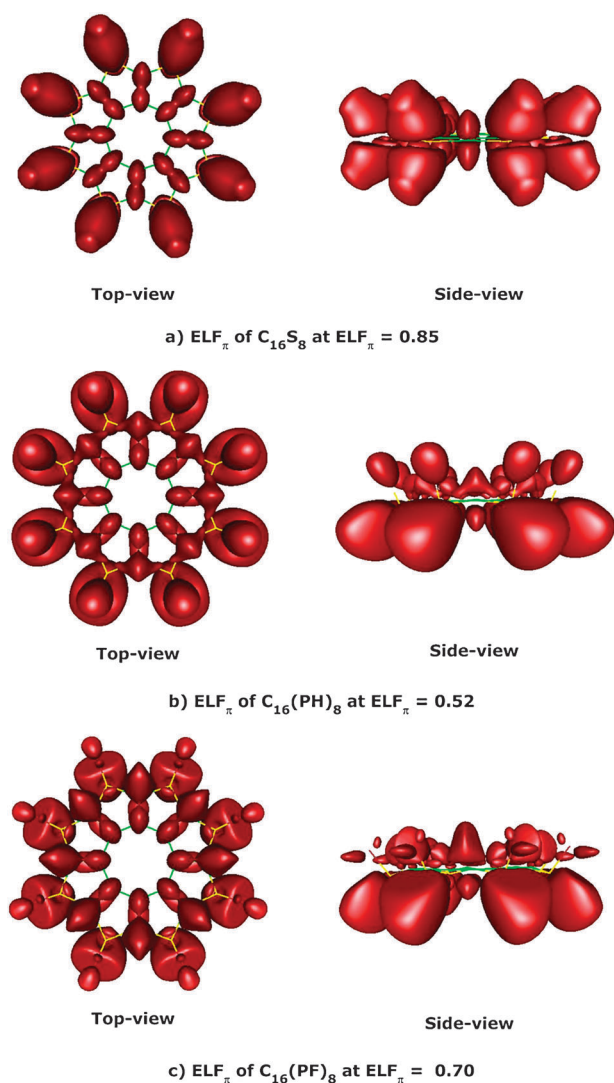 Top-view Side-view
a) ELFπ of C16S8 at ELFπ = 0.85
Top-view Side-view
b) ELFπ of C16(PH)8 at ELFπ = 0.52
Top-view Side-view
c) ELFπ of C16(PF)8 at ELFπ = 0.70